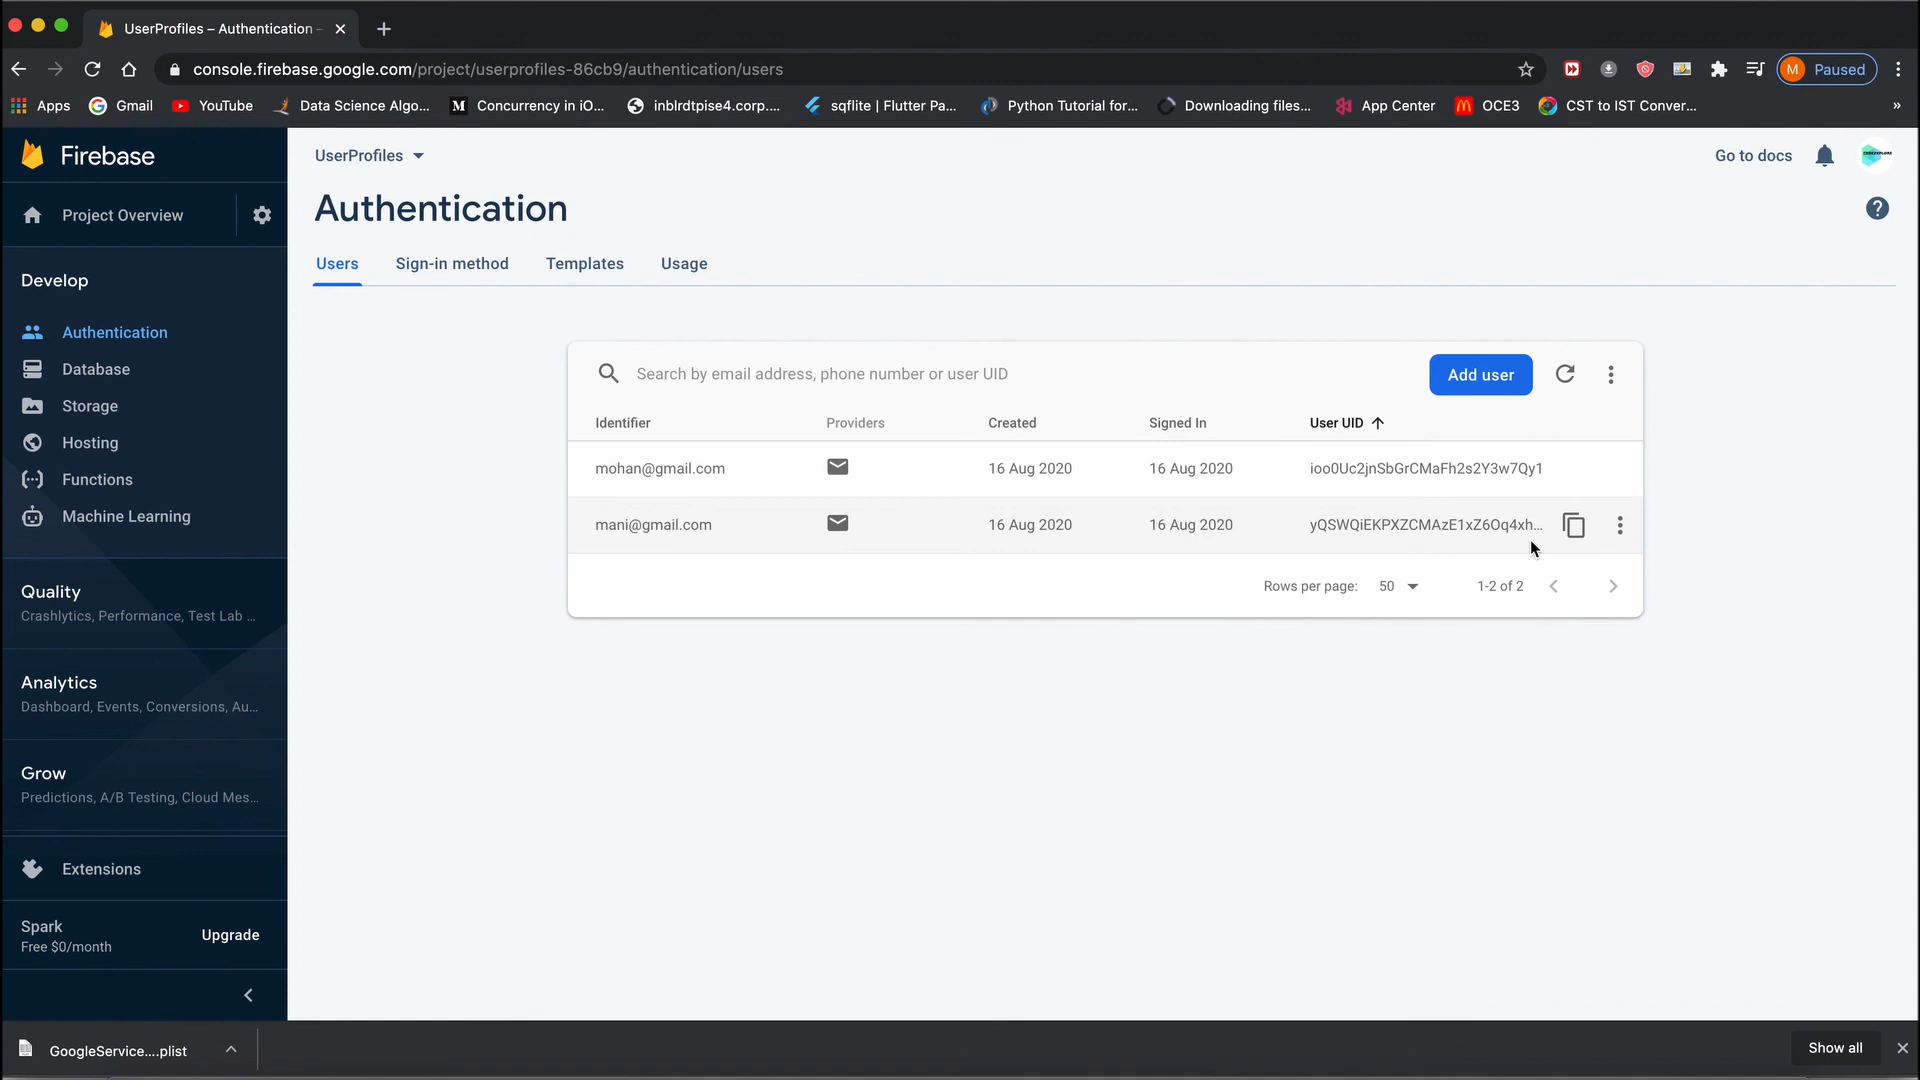 UserProfiles – Authentication –
console.firebase.google.com/project/userprofiles-86cb9/authentication/users
M Paused
Apps Gmail YouTube Data Science Algo... Concurrency in iO... inblrdtpise4.corp.... sqflite | Flutter Pa... Python Tutorial for... Downloading files... App Center OCE3 CST to IST Conver... »
Firebase
UserProfiles
Go to docs
Project Overview
Authentication
Users Sign-in method Templates Usage
Develop
Authentication
Database
Storage
Hosting
Functions
Machine Learning
Quality
Crashlytics, Performance, Test Lab ...
Analytics
Dashboard, Events, Conversions, Au...
Grow
Predictions, A/B Testing, Cloud Mes...
Extensions
Spark
Free $0/month
Upgrade
Search by email address, phone number or user UID
Add user
Identifier Providers Created Signed In User UID
mohan@gmail.com 16 Aug 2020 16 Aug 2020 ioo0Uc2jnSbGrCMaFh2s2Y3w7Qy1
mani@gmail.com 16 Aug 2020 16 Aug 2020 yQSWQiEKPXZCMAzE1xZ6Oq4xh...
Rows per page: 50 1-2 of 2
GoogleService....plist
Show all